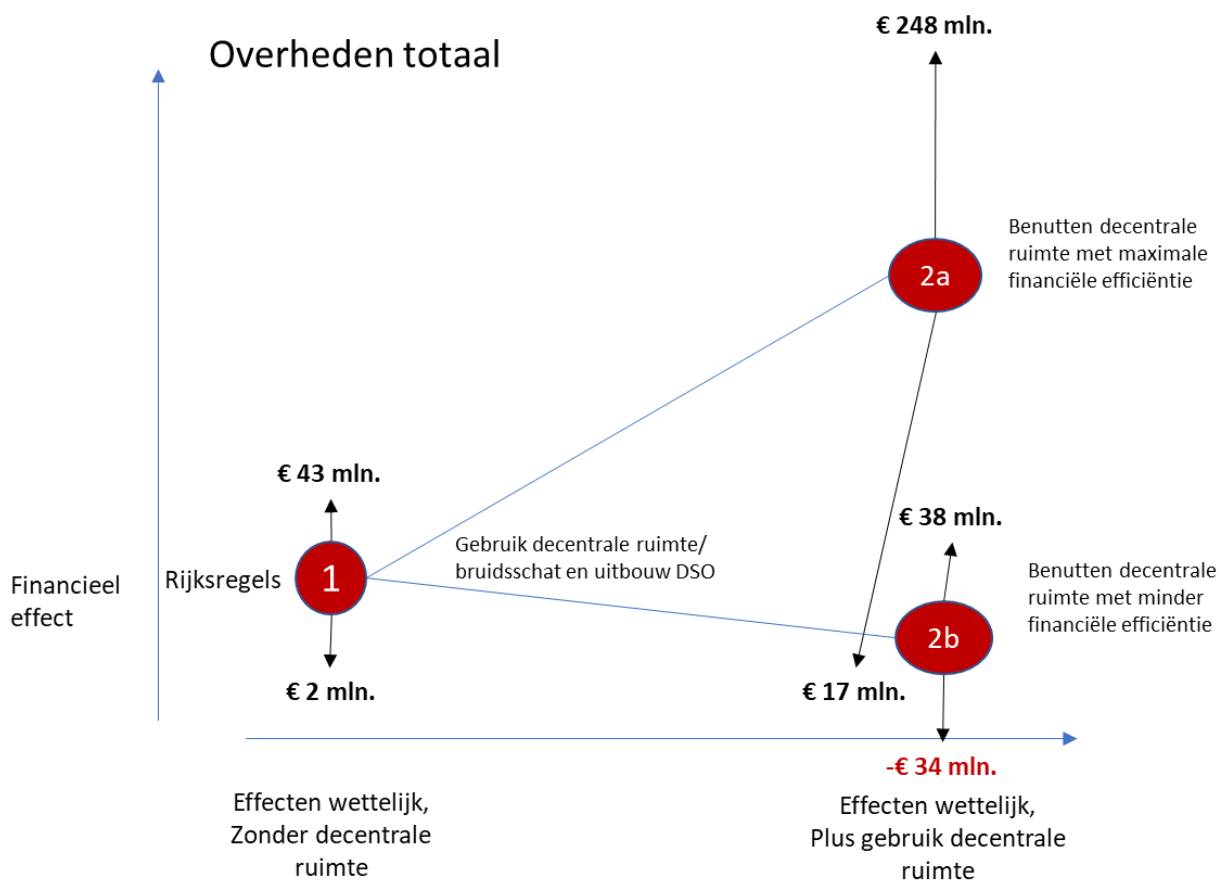 € 248 mln.
Overheden totaal
Benutten decentrale
ruimte met maximale
financiële efficiëntie
2a
€ 43 mln.
€ 38 mln.
Gebruik decentrale ruimte/
bruidsschat en uitbouw DSO
Financieel
effect
Rijksregels
1
Benutten decentrale
ruimte met minder
financiële efficiëntie
2b
€ 2 mln.
€ 17 mln.
-€ 34 mln.
Effecten wettelijk,
Zonder decentrale
ruimte
Effecten wettelijk,
Plus gebruik decentrale
ruimte